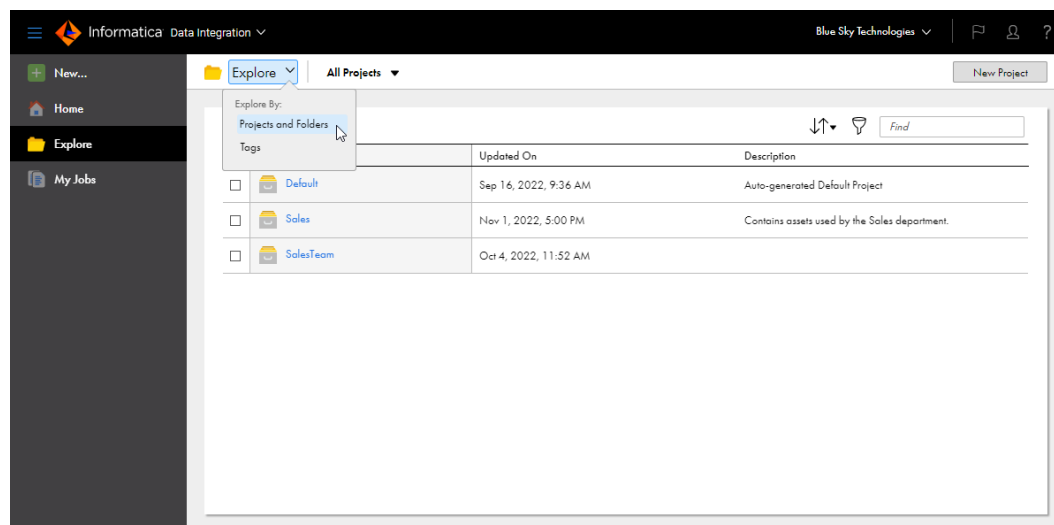 Informatica Data Integration
Blue Sky Technologies
?
New...
Home
Explore
My Jobs
Explore
All Projects
New Project
Explore By:
Projects and Folders
Tags
Find
Updated On Description
Default Sep 16, 2022, 9:36 AM Auto-generated Default Project
Sales Nov 1, 2022, 5:00 PM Contains assets used by the Sales department.
SalesTeam Oct 4, 2022, 11:52 AM